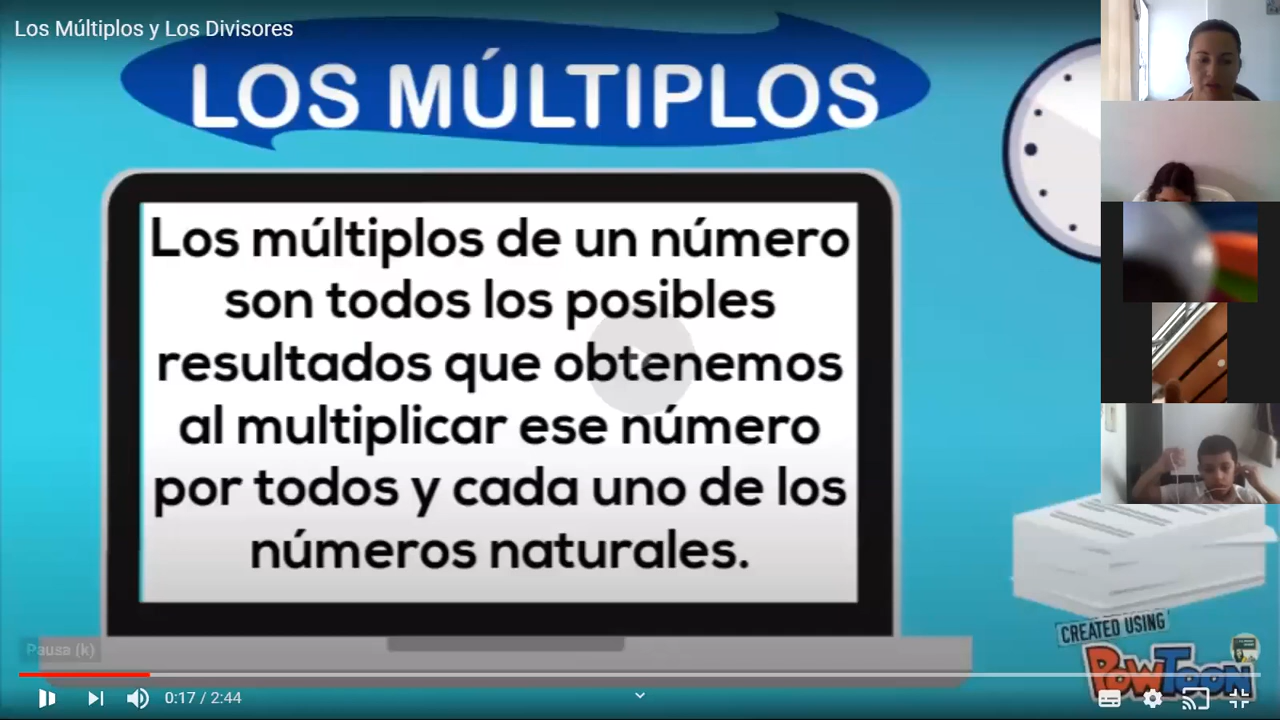 Los Múltiplos y Los Divisores
LOS MÚLTIPLOS
Los múltiplos de un número
son todos los posibles
resultados que obtenemos
al multiplicar ese número
por todos y cada uno de los
números naturales.
CREATED USING
POWTOON
Pausa (k)
0:17 / 2:44